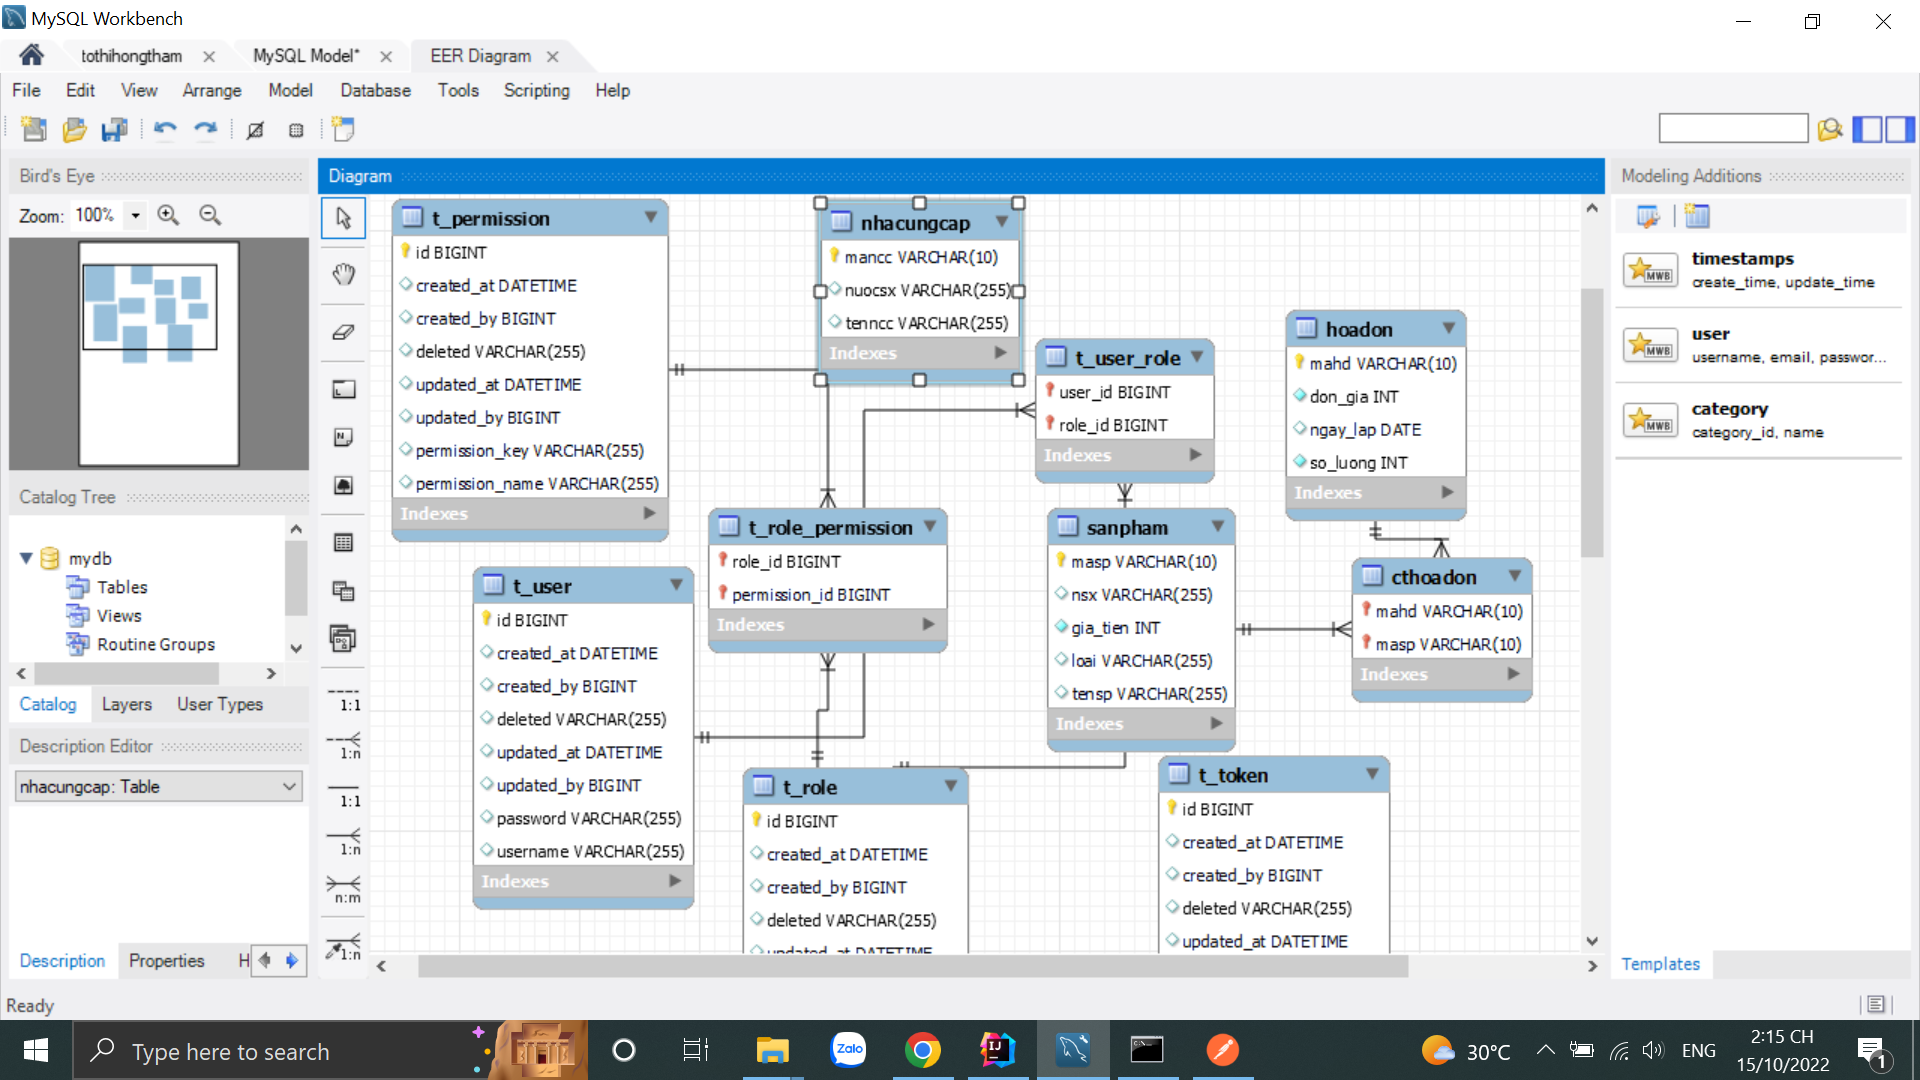 MySQL Workbench
tothihongtham
MySQL Model*
EER Diagram
File Edit View Arrange Model Database Tools Scripting Help
Bird's Eye
Zoom: 100%
Catalog Tree
mydb
Tables
Views
Routine Groups
Catalog Layers User Types
Description Editor
nhacungcap: Table
Description Properties H
Ready
Diagram
1:1
1:n
1:1
1:n
n:m
1:n
t_permission
id BIGINT
created_at DATETIME
created_by BIGINT
deleted VARCHAR(255)
updated_at DATETIME
updated_by BIGINT
permission_key VARCHAR(255)
permission_name VARCHAR(255)
Indexes
nhacungcap
mancc VARCHAR(10)
nuocsx VARCHAR(255)
tenncc VARCHAR(255)
Indexes
t_user_role
user_id BIGINT
role_id BIGINT
Indexes
hoadon
mahd VARCHAR(10)
don_gia INT
ngay_lap DATE
so_luong INT
Indexes
t_role_permission
role_id BIGINT
permission_id BIGINT
Indexes
sanpham
masp VARCHAR(10)
nsx VARCHAR(255)
gia_tien INT
loai VARCHAR(255)
tensp VARCHAR(255)
Indexes
cthoadon
mahd VARCHAR(10)
masp VARCHAR(10)
Indexes
t_user
id BIGINT
created_at DATETIME
created_by BIGINT
deleted VARCHAR(255)
updated_at DATETIME
updated_by BIGINT
password VARCHAR(255)
username VARCHAR(255)
Indexes
t_role
id BIGINT
created_at DATETIME
created_by BIGINT
deleted VARCHAR(255)
updated_at DATETIME
t_token
id BIGINT
created_at DATETIME
created_by BIGINT
deleted VARCHAR(255)
updated_at DATETIME
Modeling Additions
timestamps
create_time, update_time
user
username, email, passwor...
category
category_id, name
MWB
MWB
MWB
Templates
Type here to search
Zalo
IJ
30°C
ENG
2:15 CH
15/10/2022
1